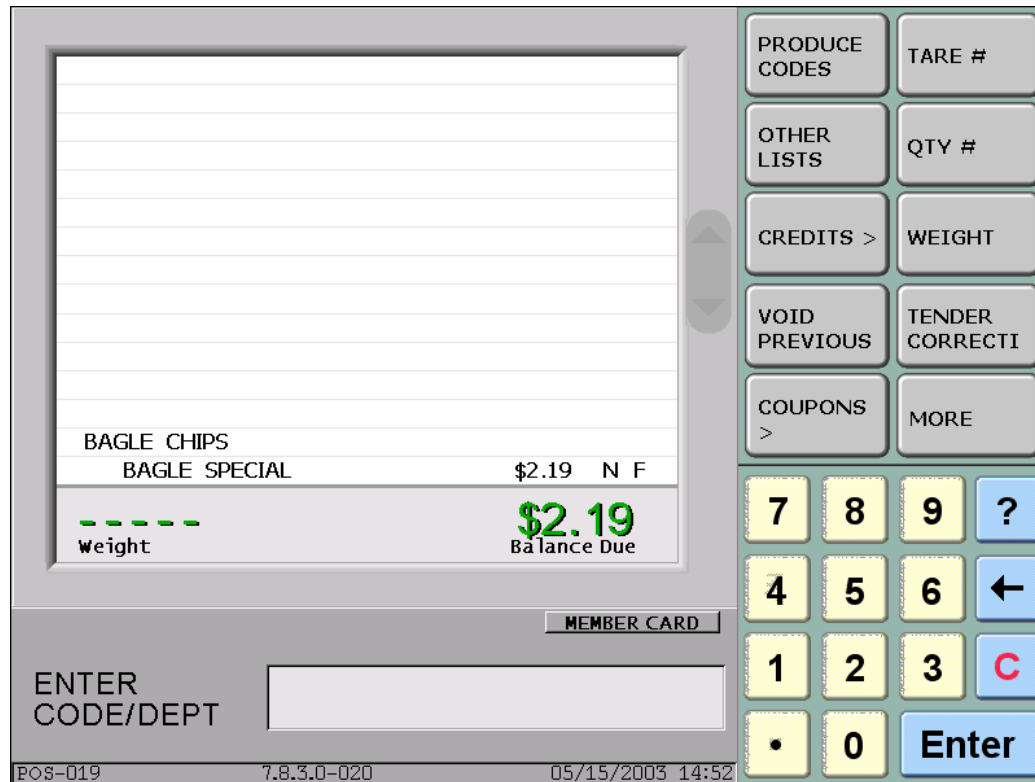 PRODUCE
CODES
TARE #
OTHER
LISTS
QTY #
CREDITS >
WEIGHT
VOID
PREVIOUS
TENDER
CORRECTI
COUPONS
>
MORE
BAGLE CHIPS
BAGLE SPECIAL $2.19 N F
----- $2.19
Weight Balance Due
7 8 9 ?
4 5 6 ←
1 2 3 C
. 0 Enter
MEMBER CARD
ENTER
CODE/DEPT
POS-019 7.8.3.0-020 05/15/2003 14:52